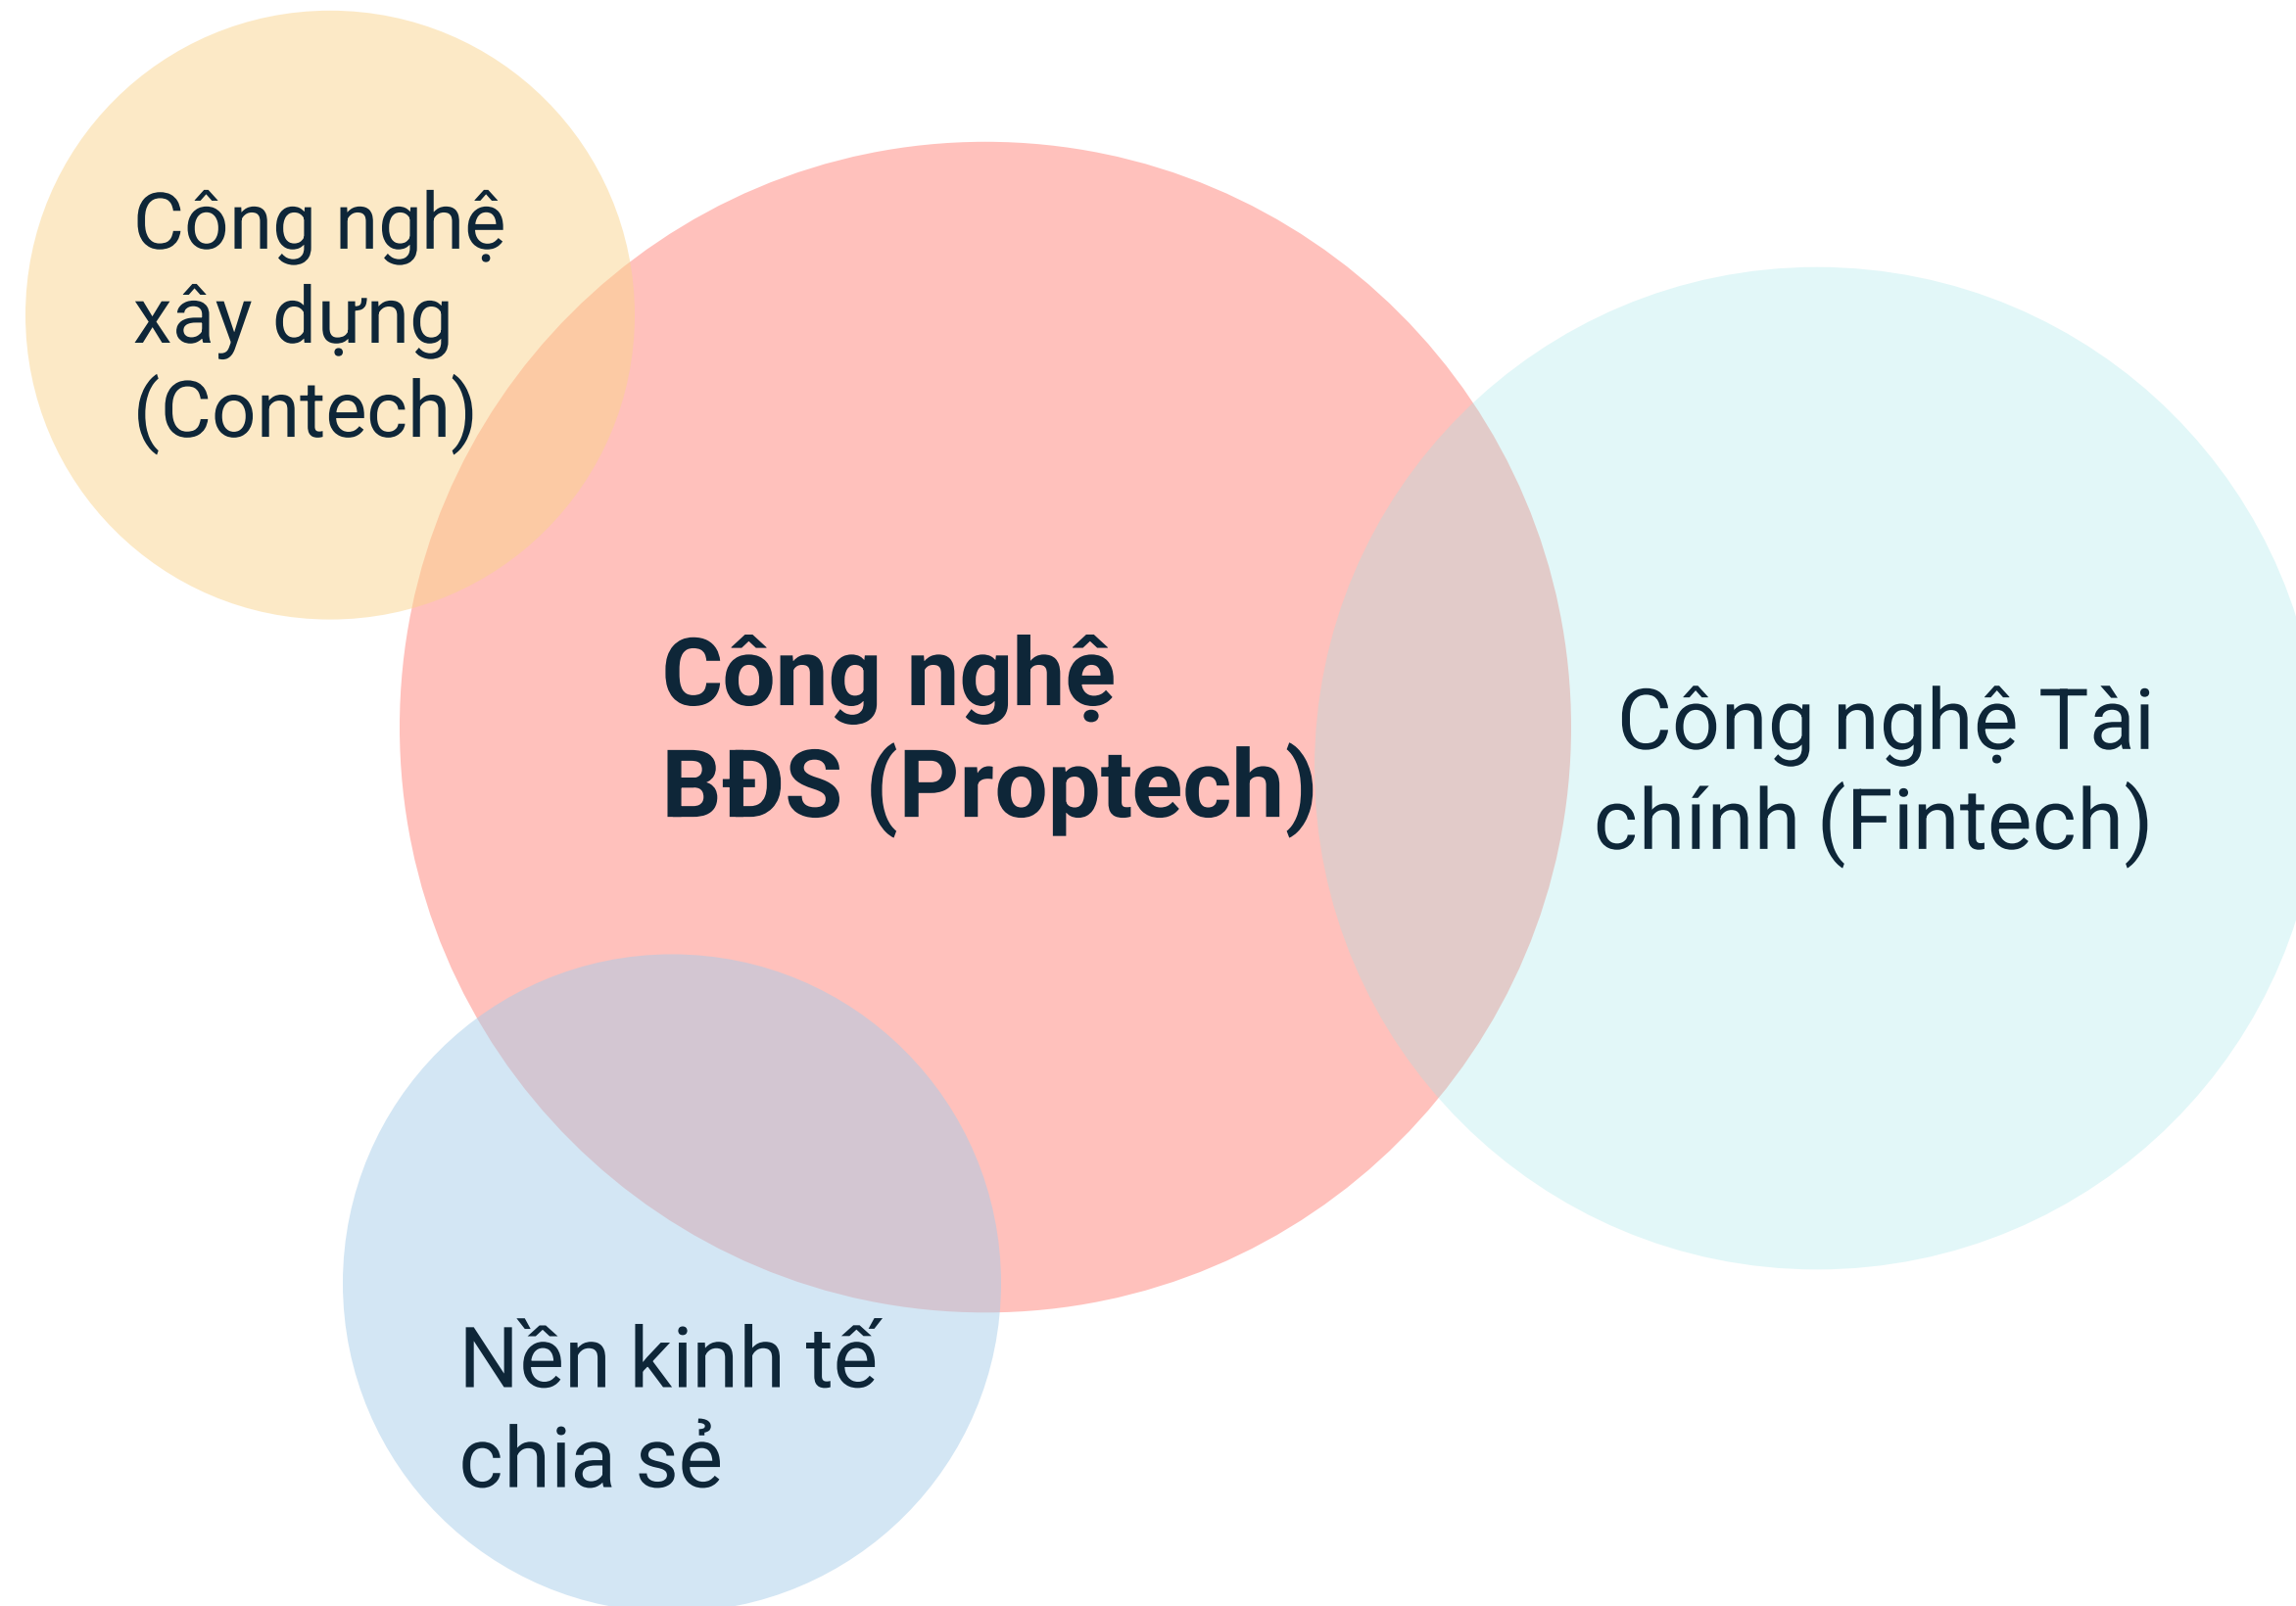 Công nghệ
xây dựng
(Contech)
Công nghệ
BĐS (Proptech)
Công nghệ Tài
chính (Fintech)
Nền kinh tế
chia sẻ